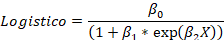 Logistico = β₀ / (1 + β₁ * exp(β₂X))